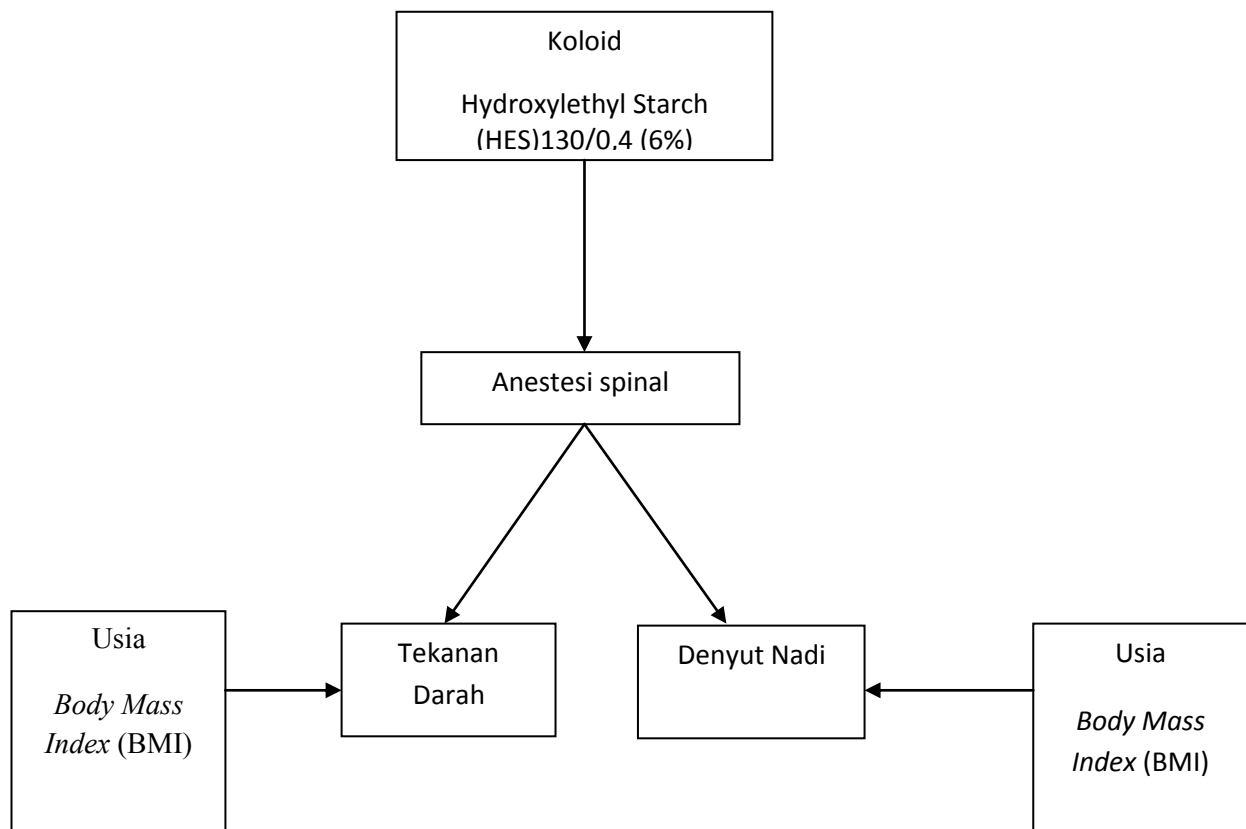 Koloid
Hydroxylethyl Starch
(HES)130/0,4 (6%)
Anestesi spinal
Usia
Body Mass
Index (BMI)
Tekanan
Darah
Denyut Nadi
Usia
Body Mass
Index (BMI)